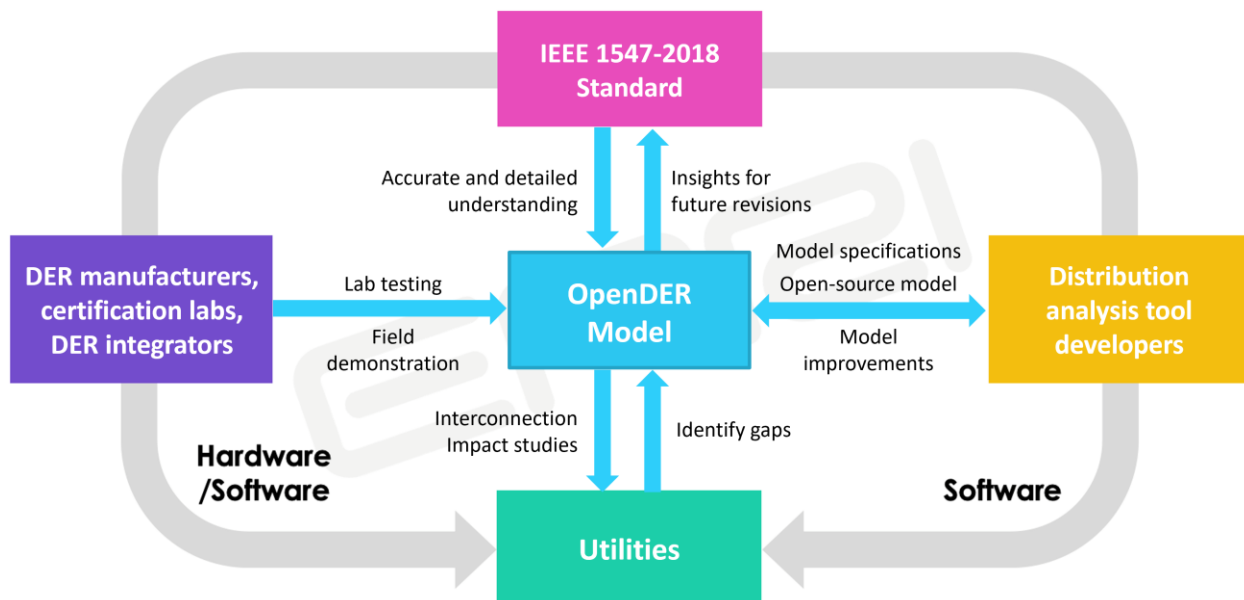 IEEE 1547-2018
Standard
Accurate and detailed
understanding
Insights for
future revisions
DER manufacturers,
certification labs,
DER integrators
Lab testing
Field
demonstration
OpenDER
Model
Model specifications
Open-source model
Model
improvements
Distribution
analysis tool
developers
Interconnection
Impact studies
Identify gaps
Hardware
/Software
Software
Utilities
EPRI